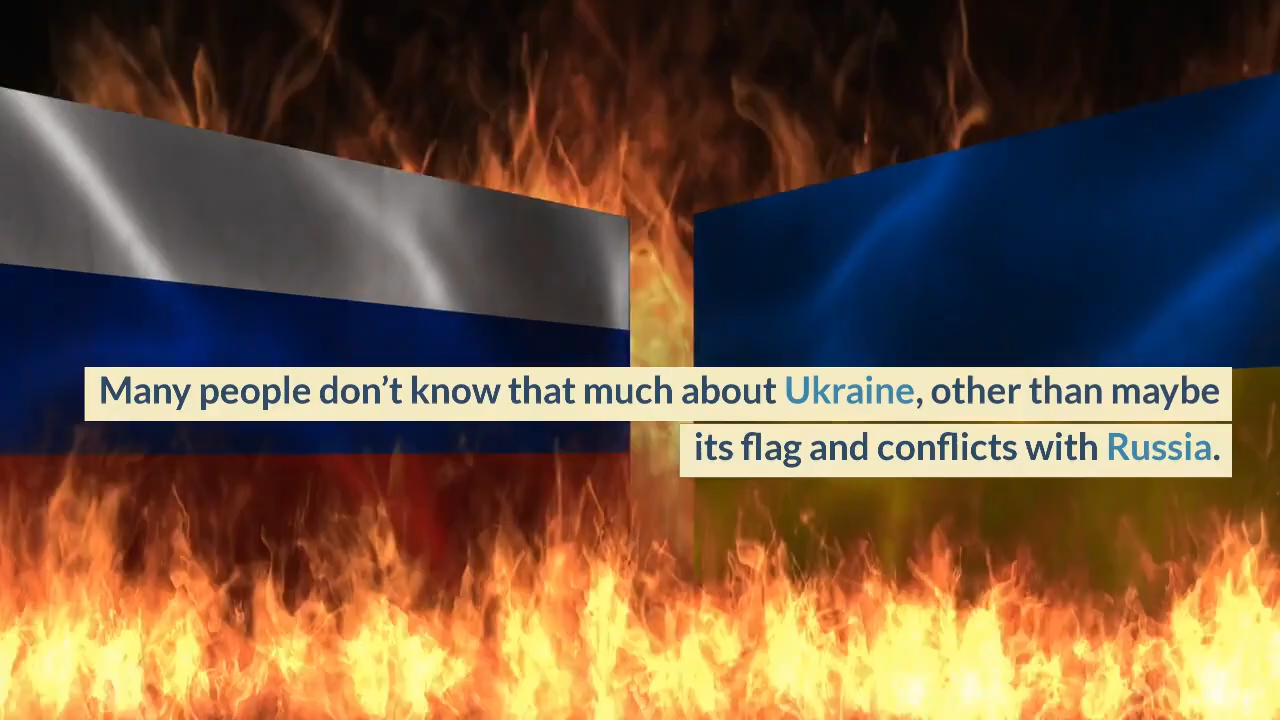 Many people don’t know that much about Ukraine, other than maybe
its flag and conflicts with Russia.